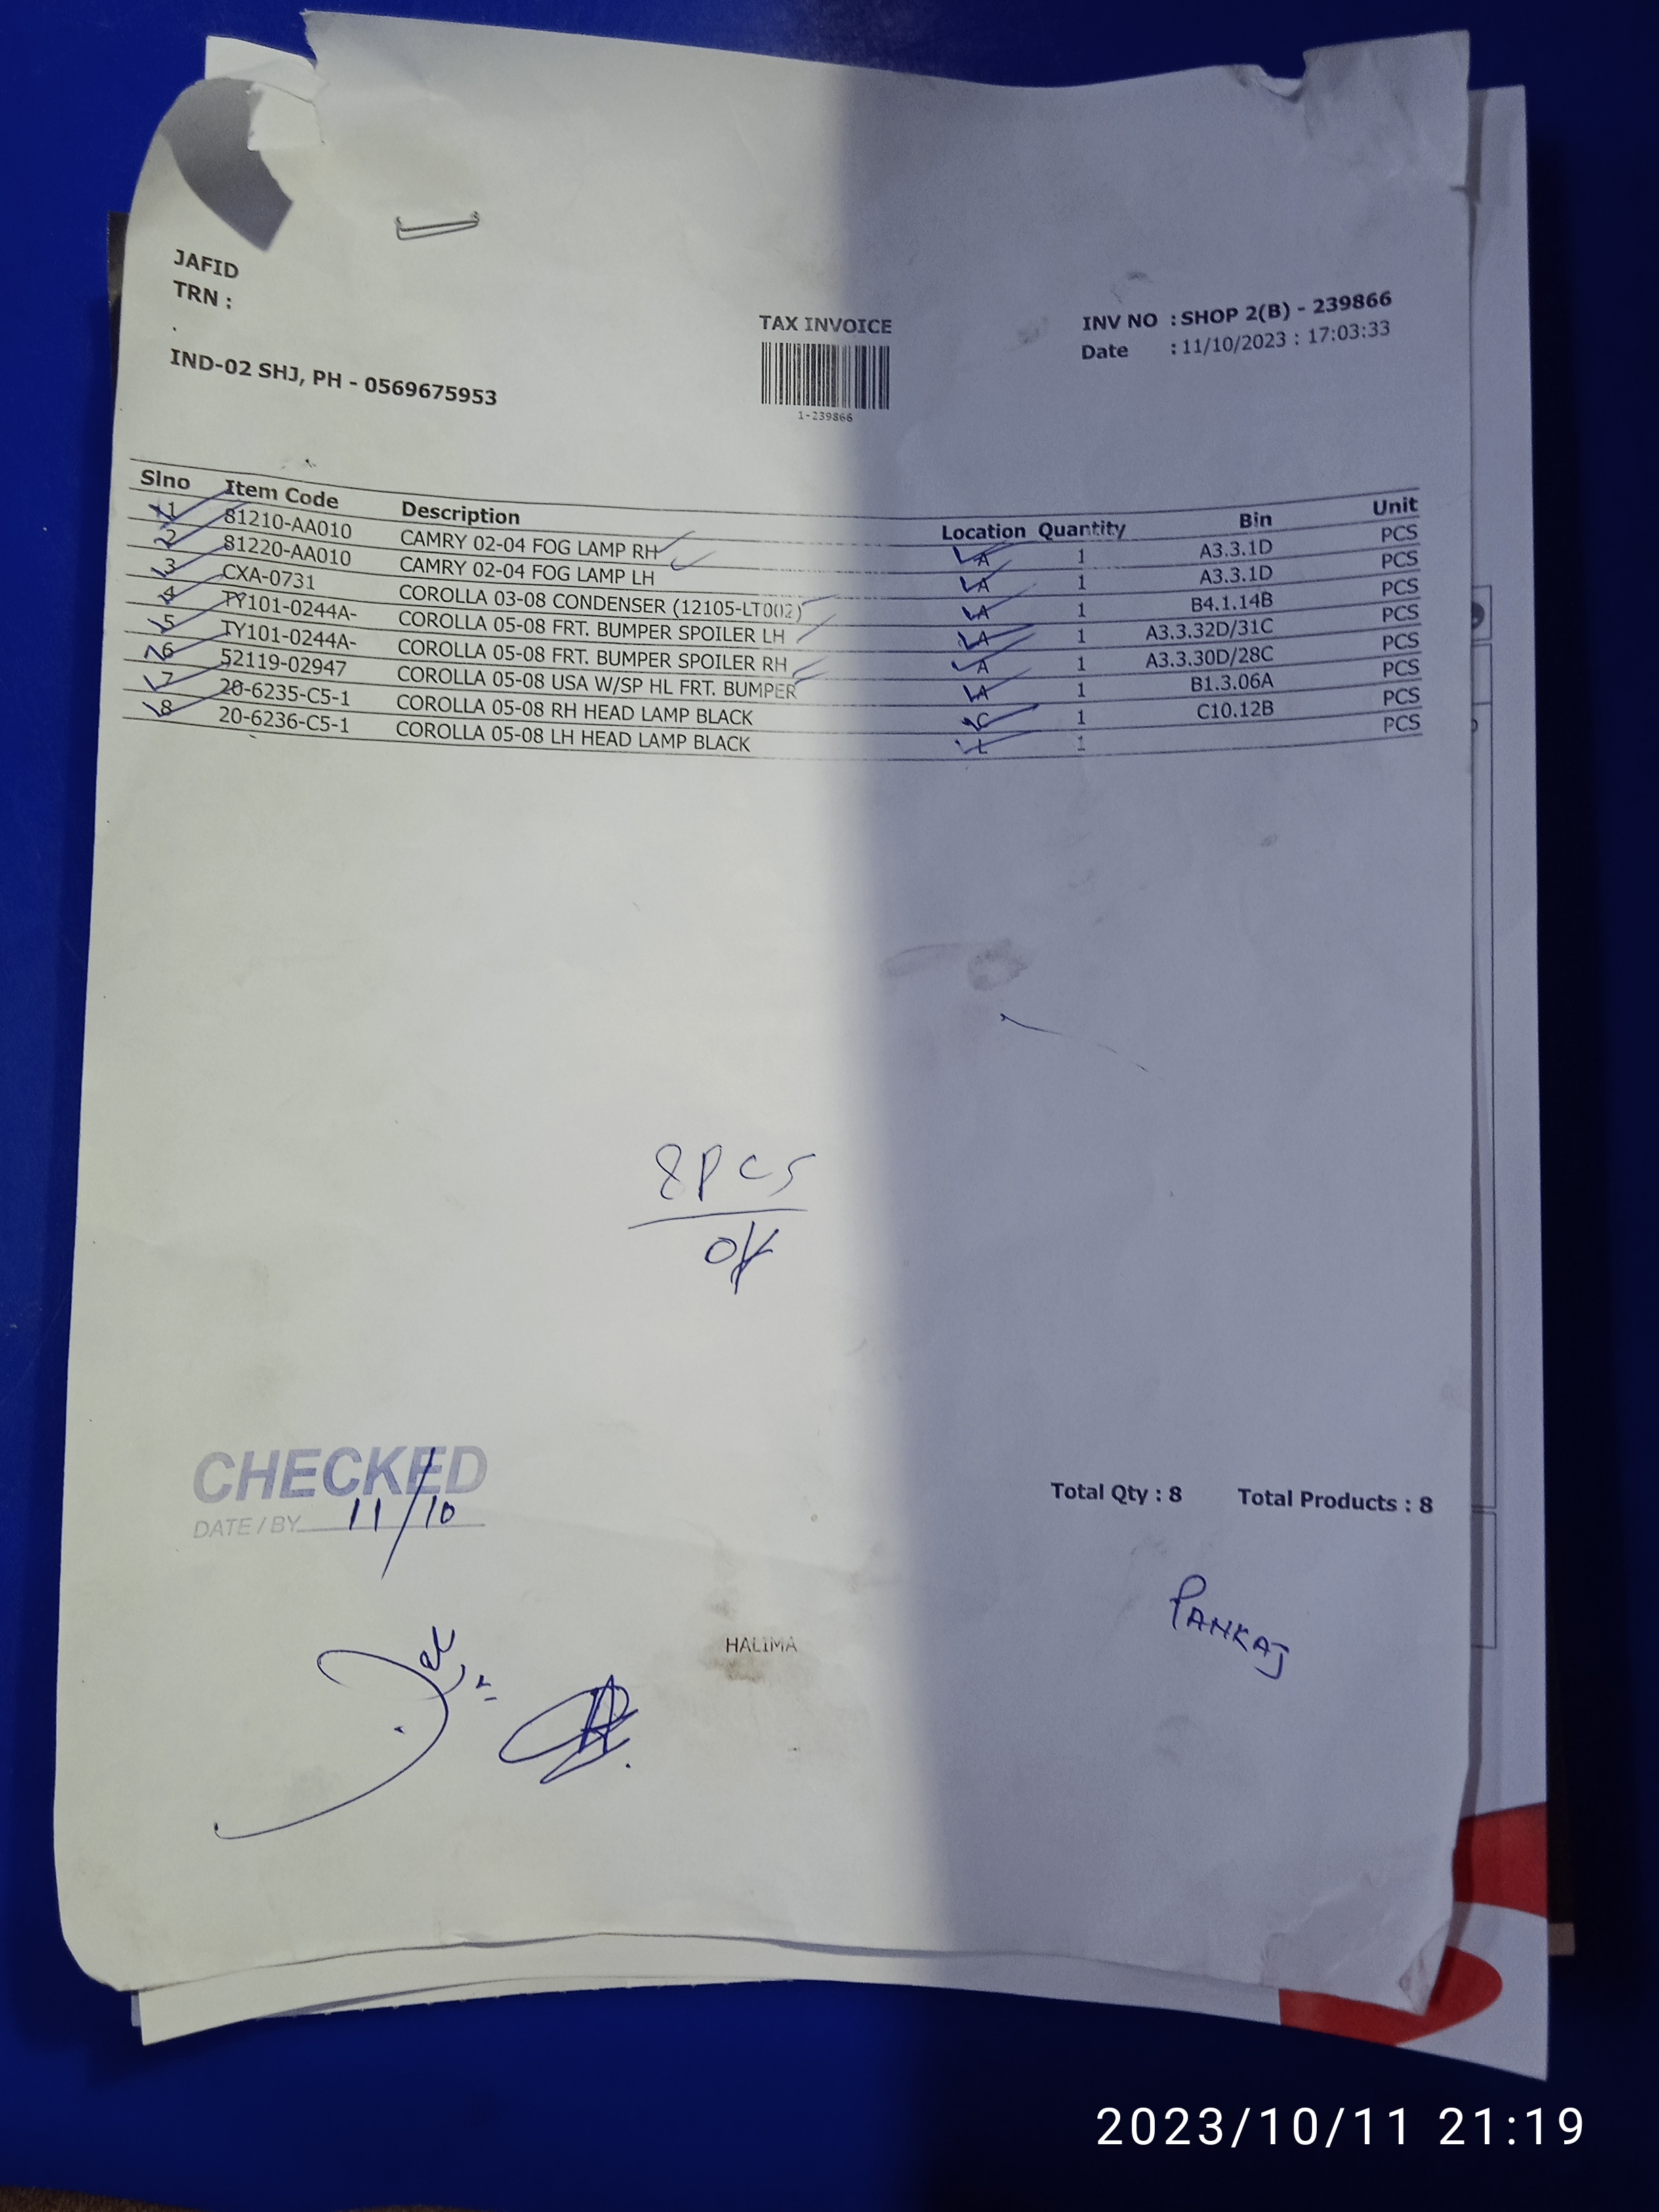 JAFID
TRN :
.
IND-02 SHJ, PH - 0569675953
TAX INVOICE
1-239866
INV NO : SHOP 2(B) - 239866
Date : 11/10/2023 : 17:03:33
Slno Item Code Description Location Quantity Bin Unit
1 81210-AA010 CAMRY 02-04 FOG LAMP RH A 1 A3.3.1D PCS
2 81220-AA010 CAMRY 02-04 FOG LAMP LH A 1 A3.3.1D PCS
3 CXA-0731 COROLLA 03-08 CONDENSER (12105-LT002) A 1 B4.1.14B PCS
4 TY101-0244A- COROLLA 05-08 FRT. BUMPER SPOILER LH A 1 A3.3.32D/31C PCS
5 TY101-0244A- COROLLA 05-08 FRT. BUMPER SPOILER RH A 1 A3.3.30D/28C PCS
6 52119-02947 COROLLA 05-08 USA W/SP HL FRT. BUMPER A 1 B1.3.06A PCS
7 20-6235-C5-1 COROLLA 05-08 RH HEAD LAMP BLACK C 1 C10.12B PCS
8 20-6236-C5-1 COROLLA 05-08 LH HEAD LAMP BLACK 1 PCS
8 PCS
OK
CHECKED
DATE / BY 11/10
Total Qty : 8 Total Products : 8
PANKAJ
HALIMA
2023/10/11 21:19